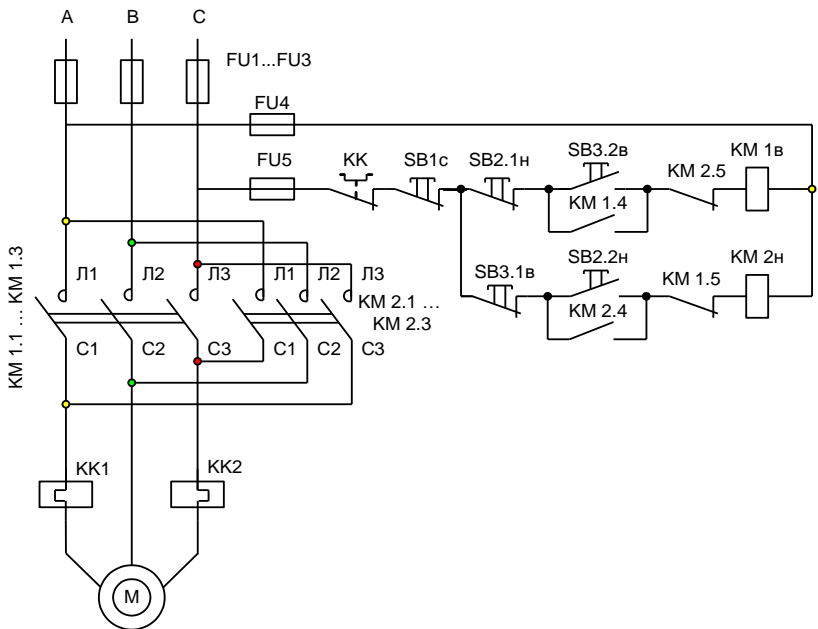 A B C
FU1...FU3
FU4
FU5 KK SB1с SB2.1н SB3.2в KM 2.5 KM 1в
KM 1.4
SB3.1в SB2.2н KM 1.5 KM 2н
KM 2.4
KM 1.1 ... KM 1.3
Л1 Л2 Л3 Л1 Л2 Л3
KM 2.1 ...
KM 2.3
C1 C2 C3 C1 C2 C3
KK1 KK2
M